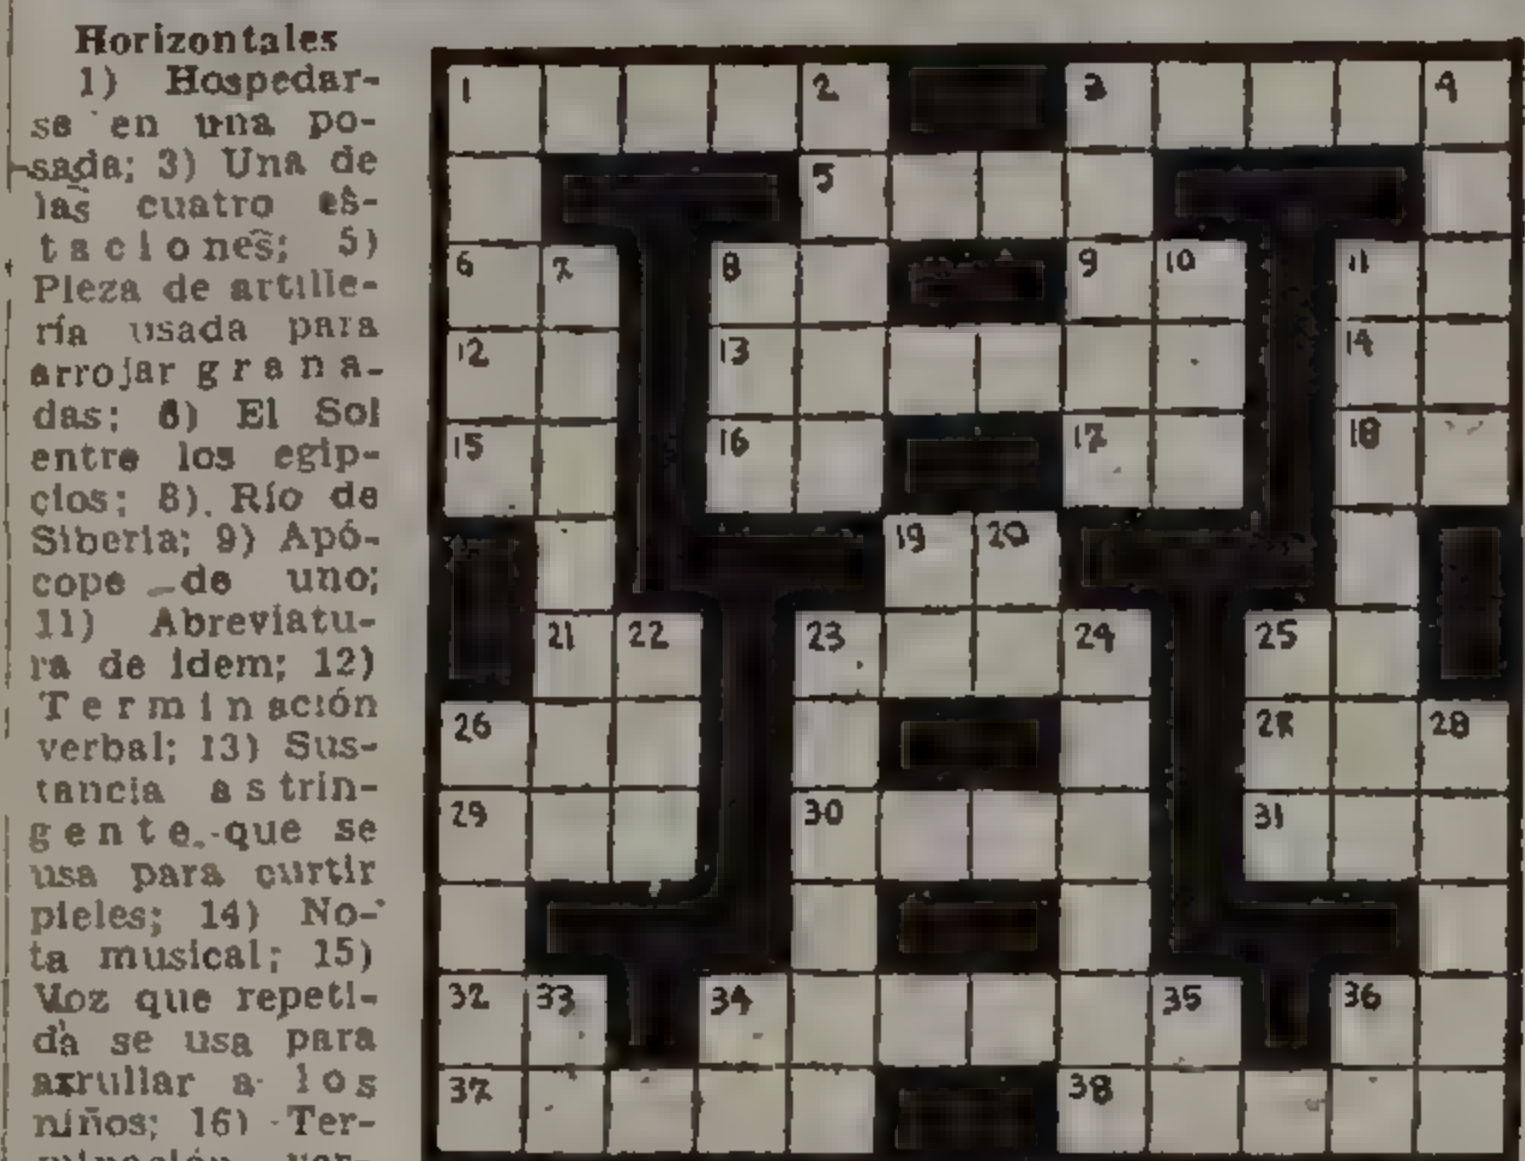 Horizontales
1) Hospedar-
se en una po-
sada; 3) Una de
las cuatro es-
taciones; 5)
Pieza de artille-
ría usada para
arrojar grana-
das; 6) El Sol
entre los egip-
cios; 8). Río de
Siberia; 9) Apó-
cope de uno;
11) Abreviatu-
ra de idem; 12)
Terminación
verbal; 13) Sus-
tancia astrin-
gente que se
usa para curtir
pieles; 14) No-
ta musical; 15)
Voz que repeti-
da se usa para
arrullar a los
niños; 16) Ter-
minación ver-
1 2 3 4
5
6 7 8 9 10 11
12 13 14
15 16 17 18
19 20
21 22 23 24 25
26 27 28
29 30 31
32 33 34 35 36
37 38